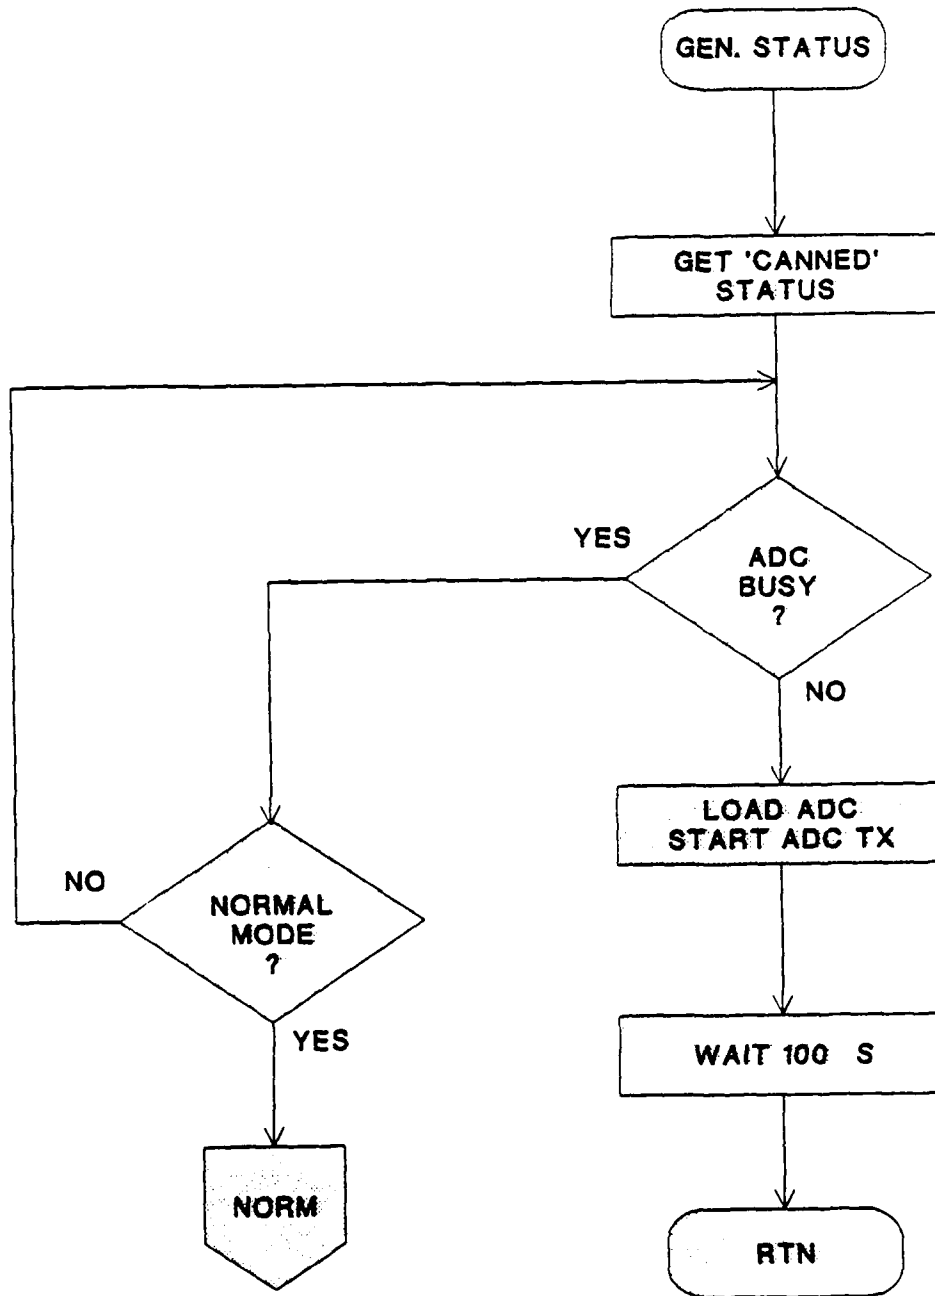 GEN. STATUS
GET 'CANNED'
STATUS
YES
ADC
BUSY
?
NO
LOAD ADC
START ADC TX
NO
NORMAL
MODE
?
YES
WAIT 100 S
NORM
RTN